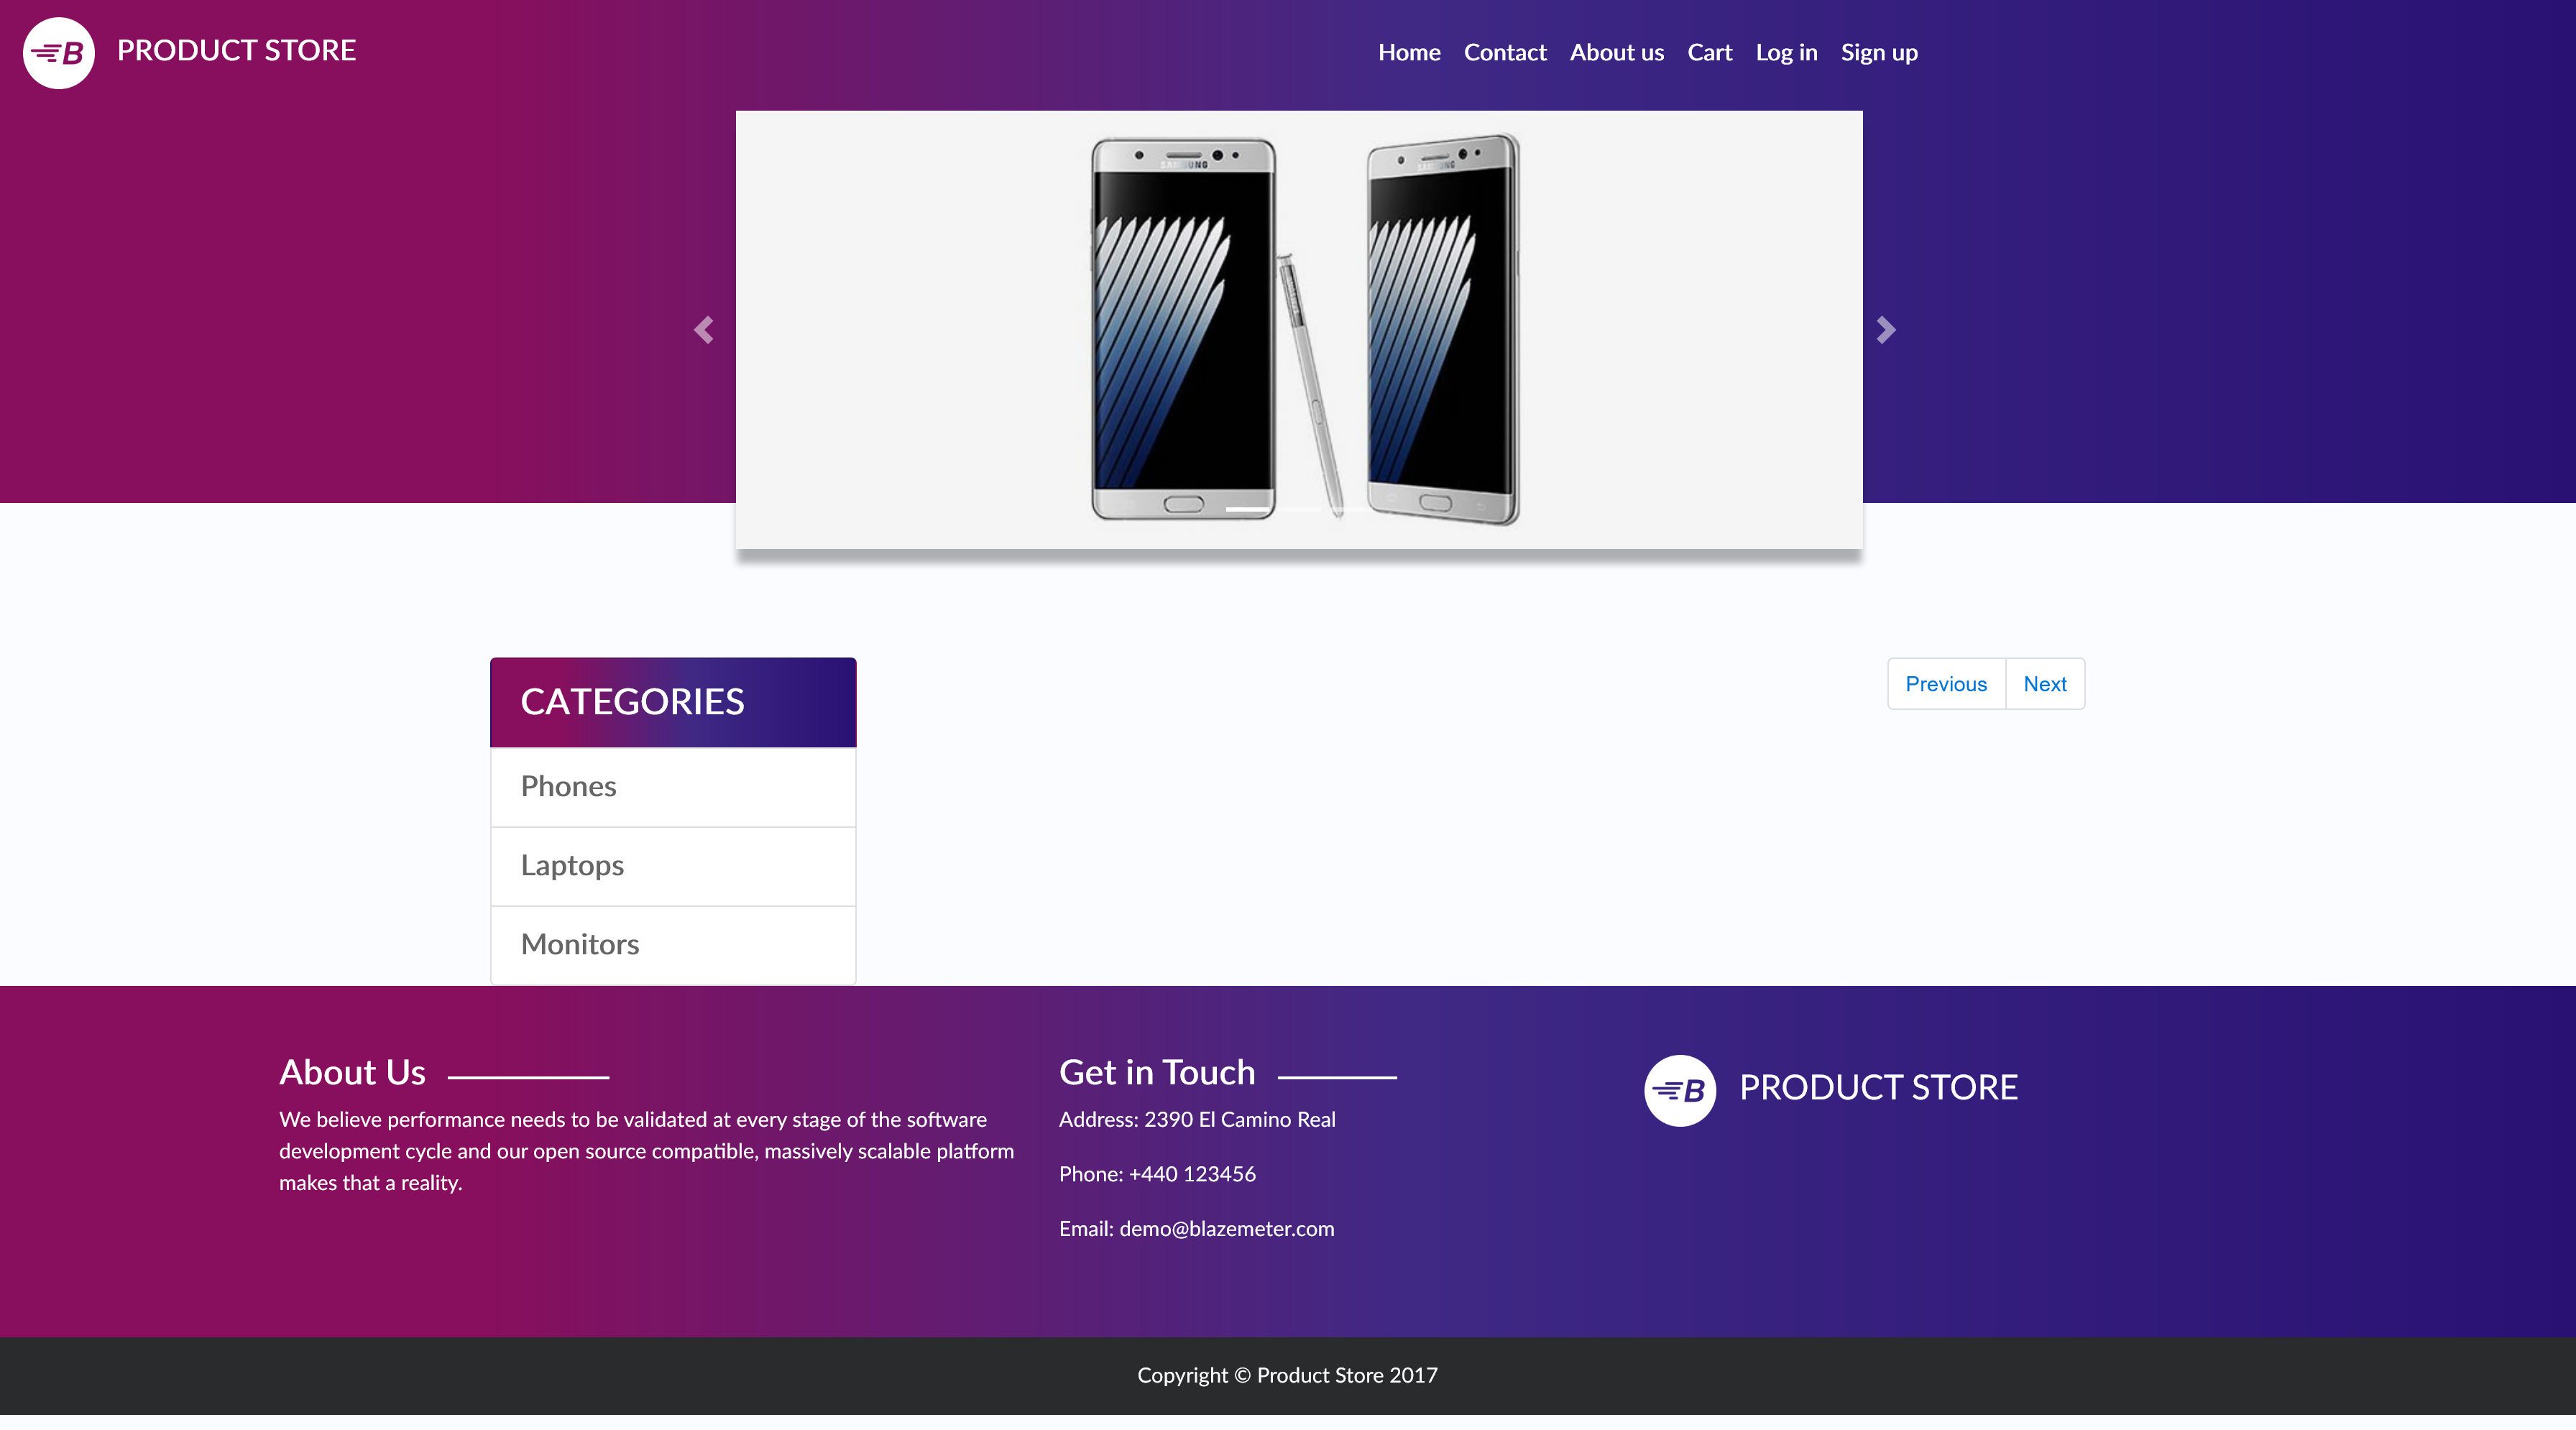 B PRODUCT STORE
Home Contact About us Cart Log in Sign up
SAMSUNG SAMSUNG
CATEGORIES
Previous Next
Phones
Laptops
Monitors
About Us
We believe performance needs to be validated at every stage of the software
development cycle and our open source compatible, massively scalable platform
makes that a reality.
Get in Touch
Address: 2390 El Camino Real
Phone: +440 123456
Email: demo@blazemeter.com
B PRODUCT STORE
Copyright © Product Store 2017